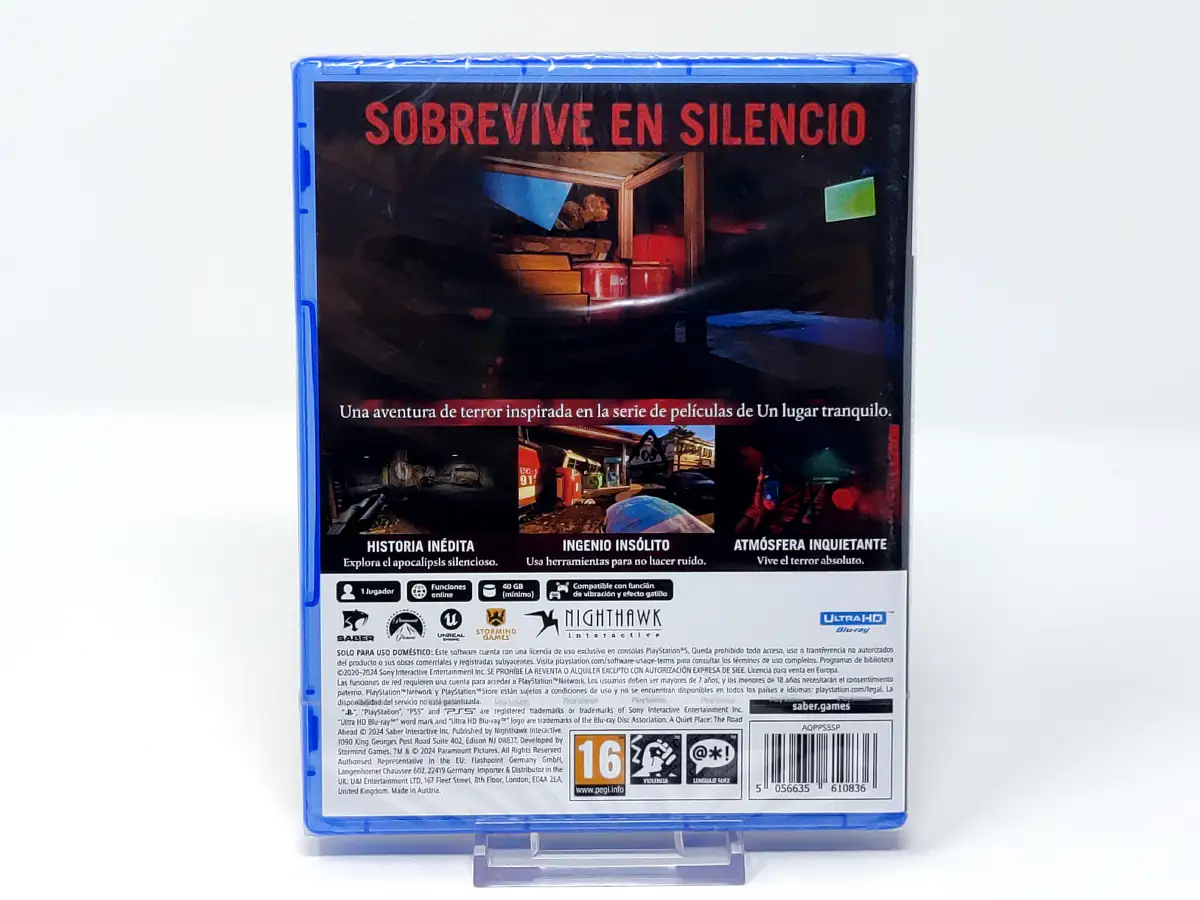 SOBREVIVE EN SILENCIO
Una aventura de terror inspirada en la serie de películas de Un lugar tranquilo.
911
HISTORIA INÉDITA
Explora el apocalipsis silencioso.
INGENIO INSÓLITO
Usa herramientas para no hacer ruido.
ATMÓSFERA INQUIETANTE
Vive el terror absoluto.
1 Jugador
Funciones
online
40 GB
(mínimo)
Compatible con función
de vibración y efecto gatillo
SABER
Paramount
UNREAL
ENGINE
STORMIND
GAMES
NIGHTHAWK
interactive
ULTRA HD
Blu-ray
SOLO PARA USO DOMÉSTICO: Este software cuenta con una licencia de uso exclusivo en consolas PlayStation®5. Queda prohibido todo acceso, uso o transferencia no autorizados
del producto o sus obras comerciales y registradas subyacentes. Visita playstation.com/software-usage-terms para consultar los términos de uso completos. Programas de biblioteca
©2020-2024 Sony Interactive Entertainment Inc. SE PROHÍBE LA REVENTA O ALQUILER EXCEPTO CON AUTORIZACIÓN EXPRESA DE SIEE. Licencia para venta en Europa.
Las funciones de red requieren una cuenta para acceder a PlayStation™Network. Los usuarios deben ser mayores de 7 años, y los menores de 18 años necesitarán el consentimiento
paterno. PlayStation™Network y PlayStation™Store están sujetos a condiciones de uso y no se encuentran disponibles en todos los países e idiomas: playstation.com/legal. La
disponibilidad del servicio no está garantizada.
"PlayStation", "PS5" and "PS5" are registered trademarks or trademarks of Sony Interactive Entertainment Inc.
"Ultra HD Blu-ray™" word mark and "Ultra HD Blu-ray™" logo are trademarks of the Blu-ray Disc Association. A Quiet Place: The Road
Ahead © 2024 Saber Interactive Inc. Published by Nighthawk Interactive,
1090 King Georges Post Road Suite 402, Edison NJ 08837. Developed by
Stormind Games. TM & © 2024 Paramount Pictures. All Rights Reserved.
Authorised Representative in the EU: Flashpoint Germany GmbH,
Langenhorner Chaussee 602, 22419 Germany. Importer & Distributor in the
UK: U&I Entertainment LTD, 167 Fleet Street, 8th Floor, London, EC4A 2EA,
United Kingdom. Made in Austria.
saber.games
AQPPS5SP
16
www.pegi.info
VIOLENCIA
@*!
LENGUAJE SOEZ
5 056635 610836